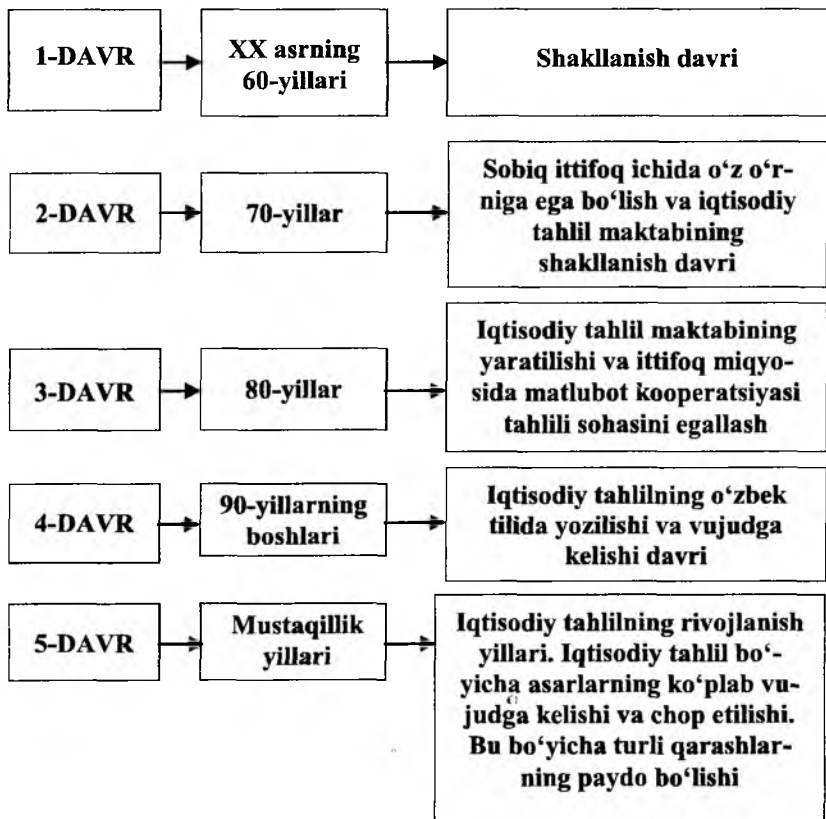 1-DAVR
XX asrning
60-yillari
Shakllanish davri
2-DAVR
70-yillar
Sobiq ittifoq ichida o‘z o‘r-
niga ega bo‘lish va iqtisodiy
tahlil maktabining
shakllanish davri
3-DAVR
80-yillar
Iqtisodiy tahlil maktabining
yaratilishi va ittifoq miqyo-
sida matlubot kooperatsiyasi
tahlili sohasini egallash
4-DAVR
90-yillarning
boshlari
Iqtisodiy tahlilning o‘zbek
tilida yozilishi va vujudga
kelishi davri
5-DAVR
Mustaqillik
yillari
Iqtisodiy tahlilning rivojlanish
yillari. Iqtisodiy tahlil bo‘-
yicha asarlarning ko‘plab vu-
judga kelishi va chop etilishi.
Bu bo‘yicha turli qarashlar-
ning paydo bo‘lishi